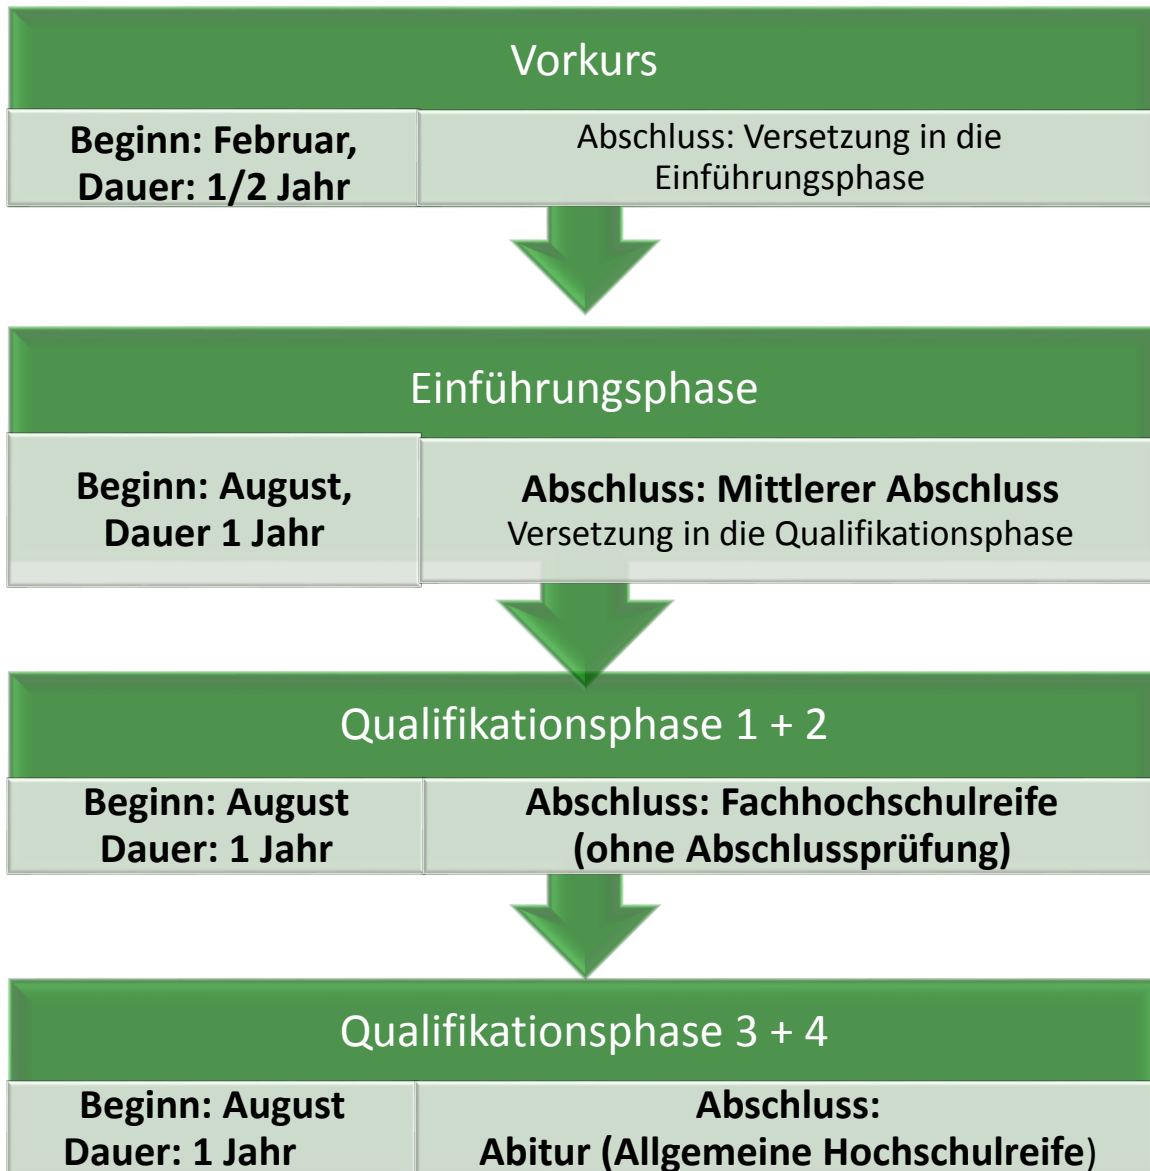 Vorkurs
Beginn: Februar,
Dauer: 1/2 Jahr
Abschluss: Versetzung in die
Einführungsphase
Einführungsphase
Beginn: August,
Dauer 1 Jahr
Abschluss: Mittlerer Abschluss
Versetzung in die Qualifikationsphase
Qualifikationsphase 1 + 2
Beginn: August
Dauer: 1 Jahr
Abschluss: Fachhochschulreife
(ohne Abschlussprüfung)
Qualifikationsphase 3 + 4
Beginn: August
Dauer: 1 Jahr
Abschluss:
Abitur (Allgemeine Hochschulreife)